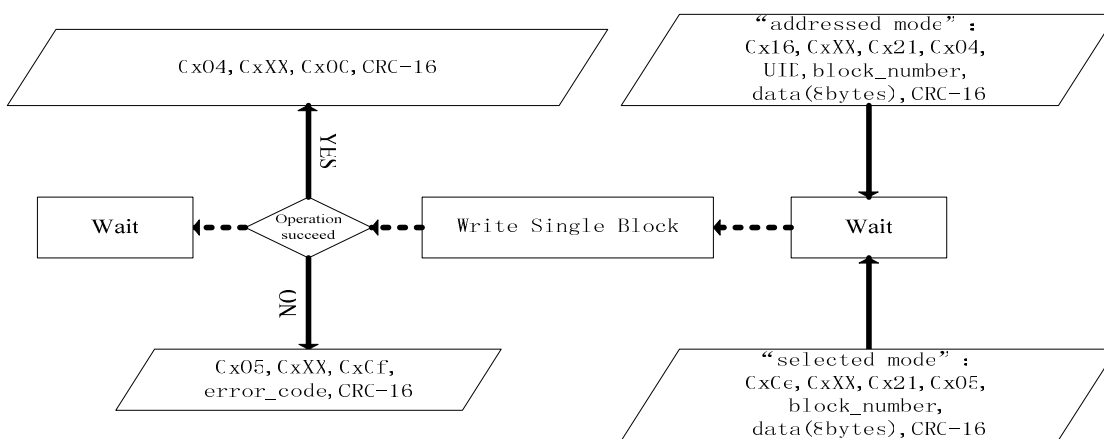 Cx04, CxXX, Cx0C, CRC-16
“addressed mode” :
Cx16, CxXX, Cx21, Cx04,
UID, block_number,
data(8bytes), CRC-16
YES
Wait
Operation
succeed
Write Single Block
Wait
NO
Cx05, CxXX, CxCf,
error_code, CRC-16
“selected mode” :
CxCe, CxXX, Cx21, Cx05,
block_number,
data(8bytes), CRC-16